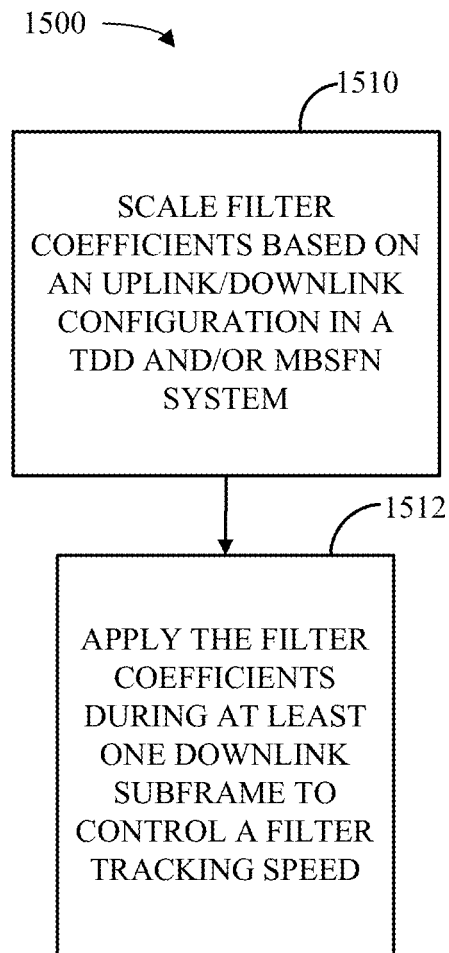 1500
1510
SCALE FILTER
COEFFICIENTS BASED ON
AN UPLINK/DOWNLINK
CONFIGURATION IN A
TDD AND/OR MBSFN
SYSTEM
1512
APPLY THE FILTER
COEFFICIENTS
DURING AT LEAST
ONE DOWNLINK
SUBFRAME TO
CONTROL A FILTER
TRACKING SPEED